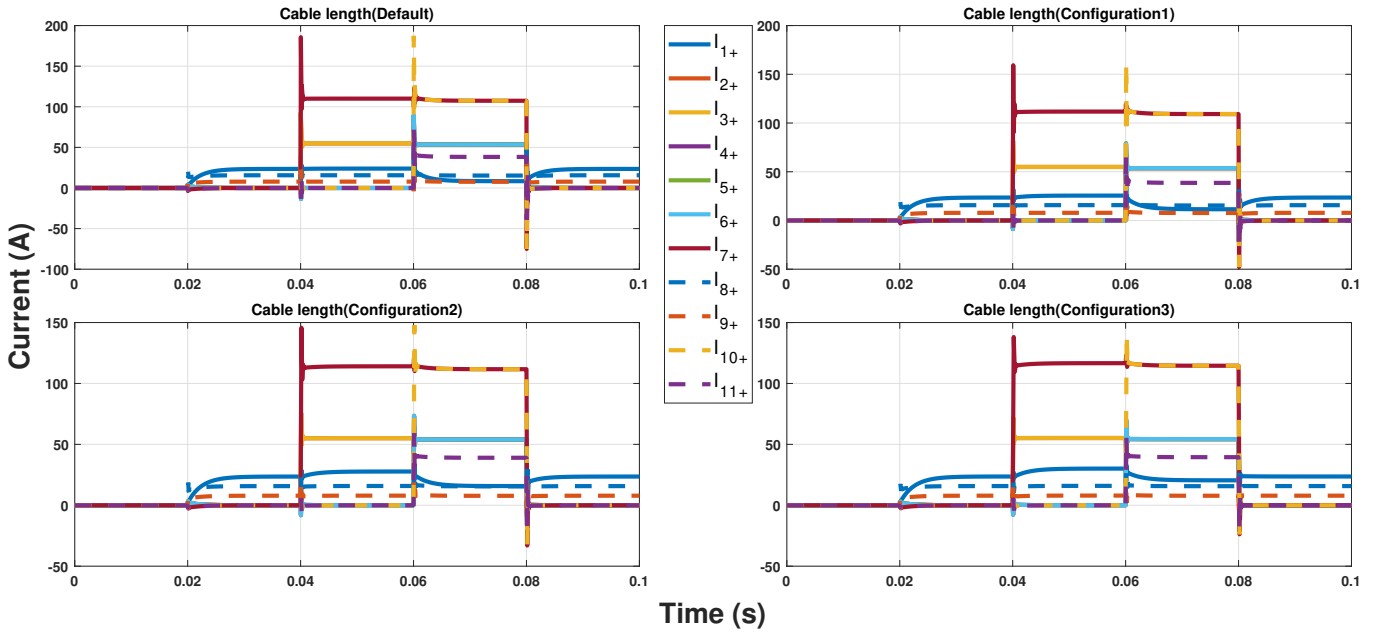 Cable length(Default)
200
150
100
50
0
-50
-100
0
0.02
0.04
0.06
0.08
0.1
I1+
I2+
I3+
I4+
I5+
I6+
I7+
I8+
I9+
I10+
I11+
Cable length(Configuration1)
200
150
100
50
0
-50
0
0.02
0.04
0.06
0.08
0.1
Current (A)
Cable length(Configuration2)
150
100
50
0
-50
0
0.02
0.04
0.06
0.08
0.1
Cable length(Configuration3)
150
100
50
0
-50
0
0.02
0.04
0.06
0.08
0.1
Time (s)